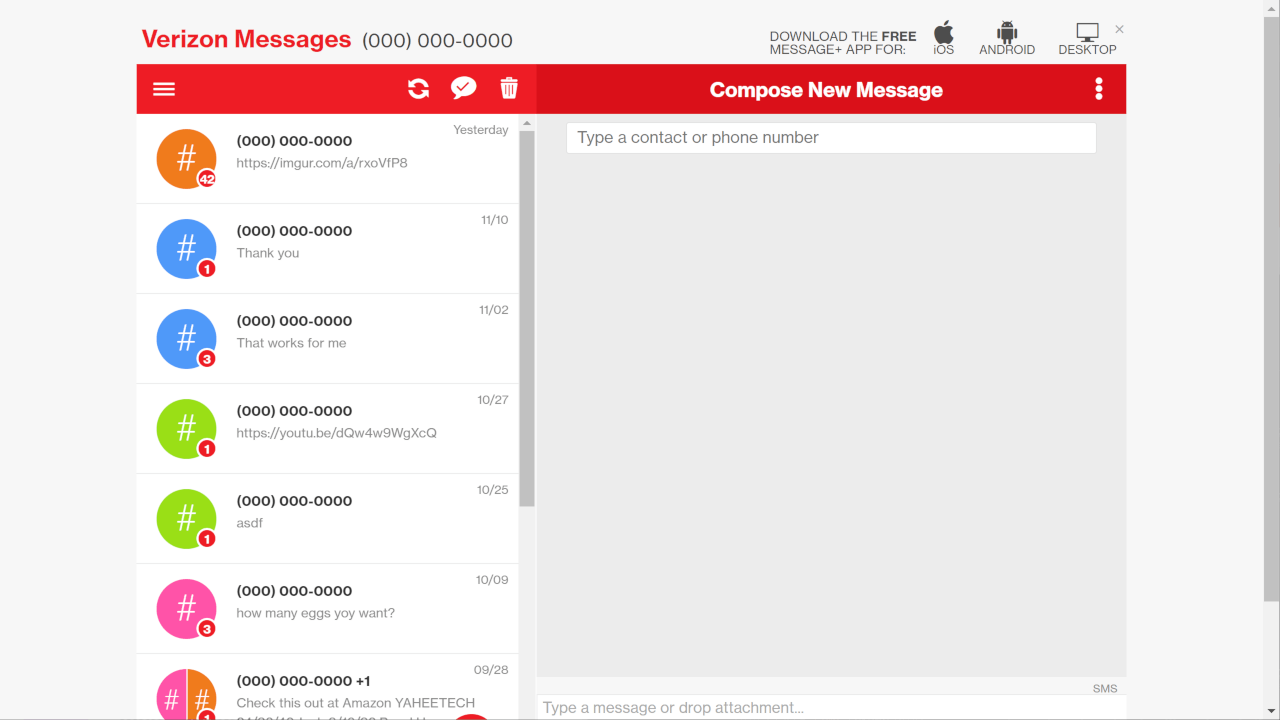 Verizon Messages (000) 000-0000
DOWNLOAD THE FREE
MESSAGE+ APP FOR:
iOS
ANDROID
DESKTOP
Compose New Message
# 42
(000) 000-0000
Yesterday
https://imgur.com/a/rxoVfP8
# 1
(000) 000-0000
11/10
Thank you
# 3
(000) 000-0000
11/02
That works for me
# 1
(000) 000-0000
10/27
https://youtu.be/dQw4w9WgXcQ
# 1
(000) 000-0000
10/25
asdf
# 3
(000) 000-0000
10/09
how many eggs yoy want?
# # 1
(000) 000-0000 +1
09/28
Check this out at Amazon YAHEETECH
Type a contact or phone number
SMS
Type a message or drop attachment...